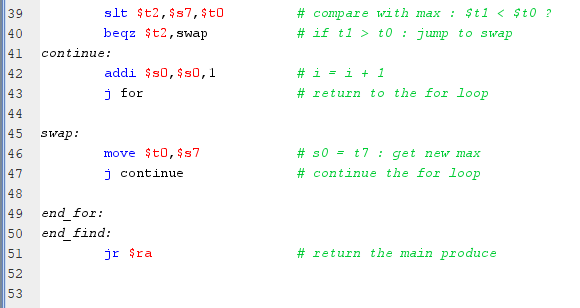 39 slt $t2,$s7,$t0 # compare with max : $t1 < $t0 ?
40 beqz $t2,swap # if t1 > t0 : jump to swap
41 continue:
42 addi $s0,$s0,1 # i = i + 1
43 j for # return to the for loop
44
45 swap:
46 move $t0,$s7 # s0 = t7 : get new max
47 j continue # continue the for loop
48
49 end_for:
50 end_find:
51 jr $ra # return the main produce
52
53